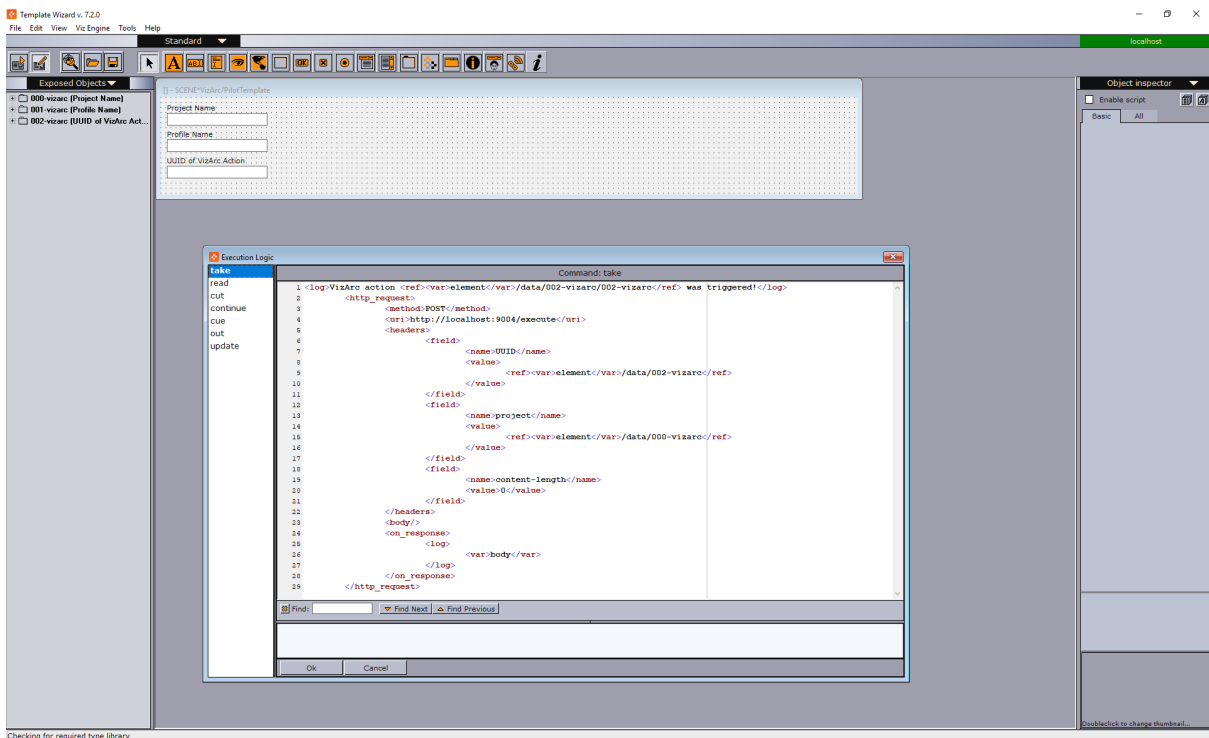 Template Wizard v. 7.2.0
File Edit View Viz Engine Tools Help
Standard
localhost
A ABI OK i
Exposed Objects
000-vizarc (Project Name)
001-vizarc (Profile Name)
002-vizarc (UUID of VizArc Act...
[] - SCENE*VizArc/PilotTemplate
Project Name
Profile Name
UUID of VizArc Action
Object inspector
Enable script
Basic All
Execution Logic
take
read
cut
continue
cue
out
update
Command: take
1 <log>VizArc action <ref><var>element</var>/data/002-vizarc/002-vizarc</ref> was triggered!</log>
2 <http_request>
3 <method>POST</method>
4 <uri>http://localhost:9004/execute</uri>
5 <headers>
6 <field>
7 <name>UUID</name>
8 <value>
9 <ref><var>element</var>/data/002-vizarc</ref>
10 </value>
11 </field>
12 <field>
13 <name>project</name>
14 <value>
15 <ref><var>element</var>/data/000-vizarc</ref>
16 </value>
17 </field>
18 <field>
19 <name>content-length</name>
20 <value>0</value>
21 </field>
22 </headers>
23 <body/>
24 <on_response>
25 <log>
26 <var>body</var>
27 </log>
28 </on_response>
29 </http_request>
Find: Find Next Find Previous
Ok Cancel
Doubleclick to change thumbnail...
Checking for required type library